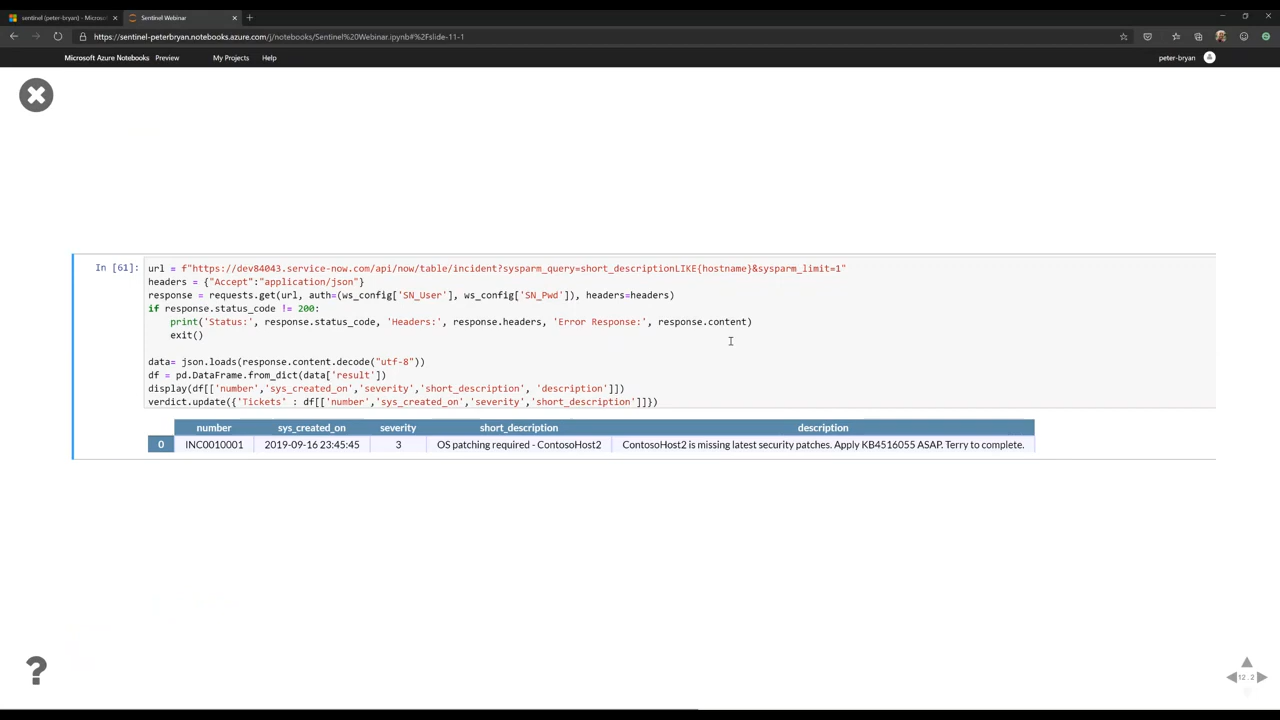 sentinel (peter-bryan) - Microso
Sentinel Webinar
https://sentinel-peterbryan.notebooks.azure.com/j/notebooks/Sentinel%20Webinar.ipynb#%2Fslide-11-1
Microsoft Azure Notebooks Preview My Projects Help peter-bryan
In [61]: url = f"https://dev84043.service-now.com/api/now/table/incident?sysparm_query=short_descriptionLIKE{hostname}&sysparm_limit=1"
headers = {"Accept":"application/json"}
response = requests.get(url, auth=(ws_config['SN_User'], ws_config['SN_Pwd']), headers=headers)
if response.status_code != 200:
print('Status:', response.status_code, 'Headers:', response.headers, 'Error Response:', response.content)
exit()
data= json.loads(response.content.decode("utf-8"))
df = pd.DataFrame.from_dict(data['result'])
display(df[['number','sys_created_on','severity','short_description', 'description']])
verdict.update({'Tickets' : df[['number','sys_created_on','severity','short_description']]})
number sys_created_on severity short_description description
0 INC0010001 2019-09-16 23:45:45 3 OS patching required - ContosoHost2 ContosoHost2 is missing latest security patches. Apply KB4516055 ASAP. Terry to complete.
?
12.2